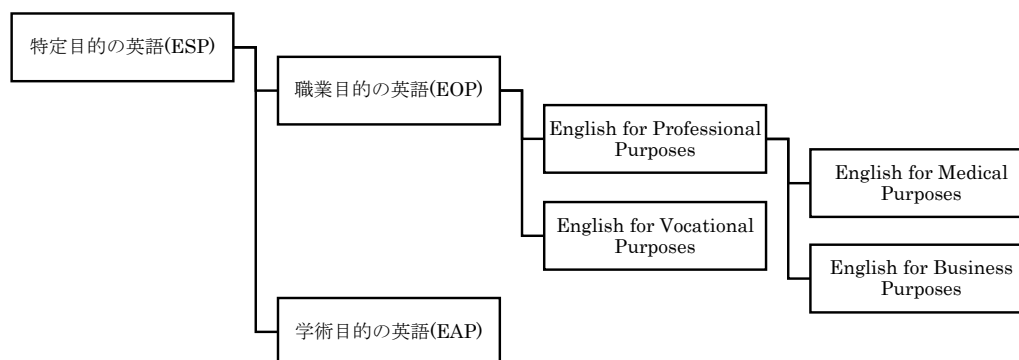 特定目的の英語(ESP)
職業目的の英語(EOP)
English for Professional
Purposes
English for Medical
Purposes
English for Business
Purposes
English for Vocational
Purposes
学術目的の英語(EAP)